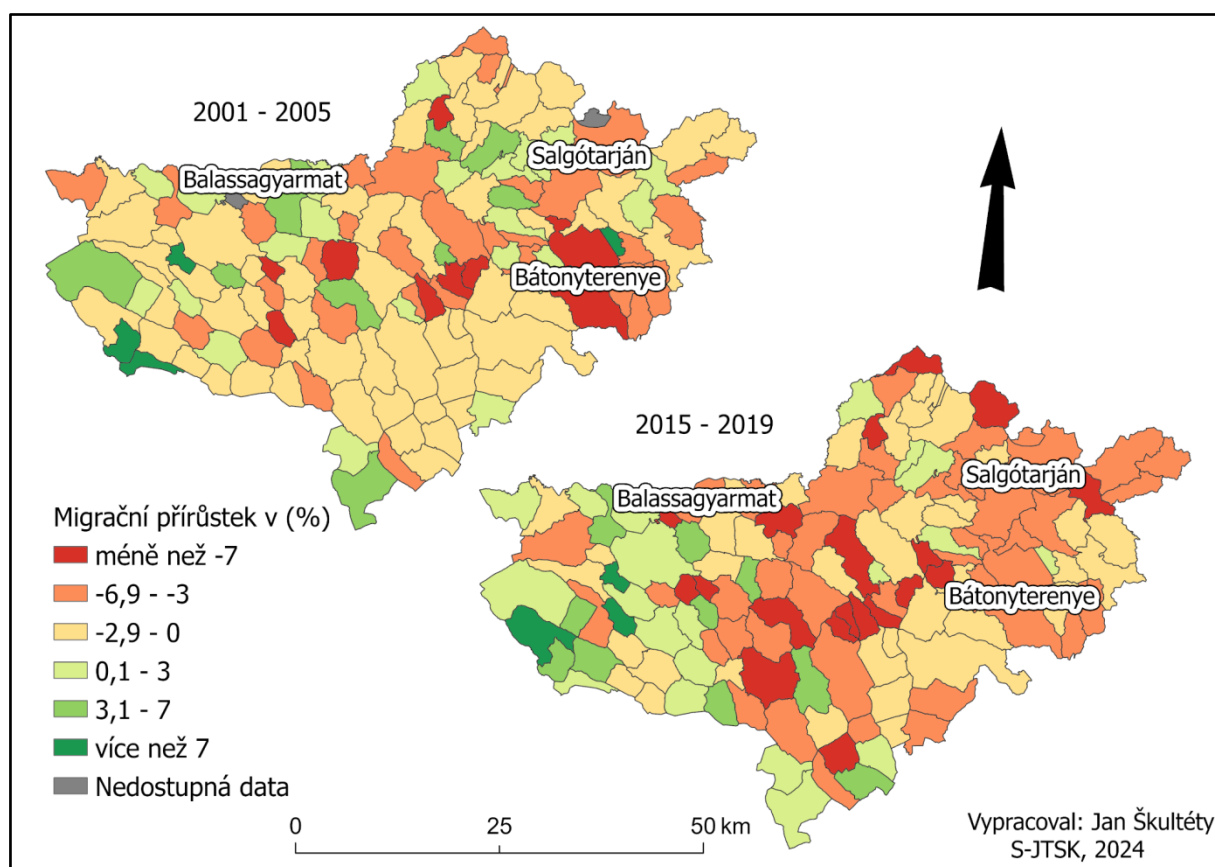 2001 - 2005
Salgótarján
Balassagyarmat
Bátonyterenye
2015 - 2019
Salgótarján
Balassagyarmat
Bátonyterenye
Migrační přírůstek v (%)
méně než -7
-6,9 - -3
-2,9 - 0
0,1 - 3
3,1 - 7
více než 7
Nedostupná data
0 25 50 km
Vypracoval: Jan Škultéty
S-JTSK, 2024